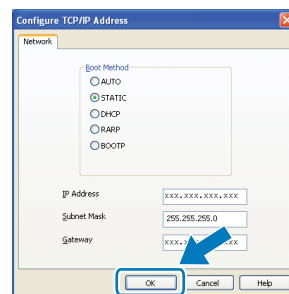 Configure TCP/IP Address
Network
Boot Method
AUTO
STATIC
DHCP
RARP
BOOTP
IP Address xxx.xxx.xxx.xxx
Subnet Mask 255.255.255.0
Gateway
OK Cancel Help